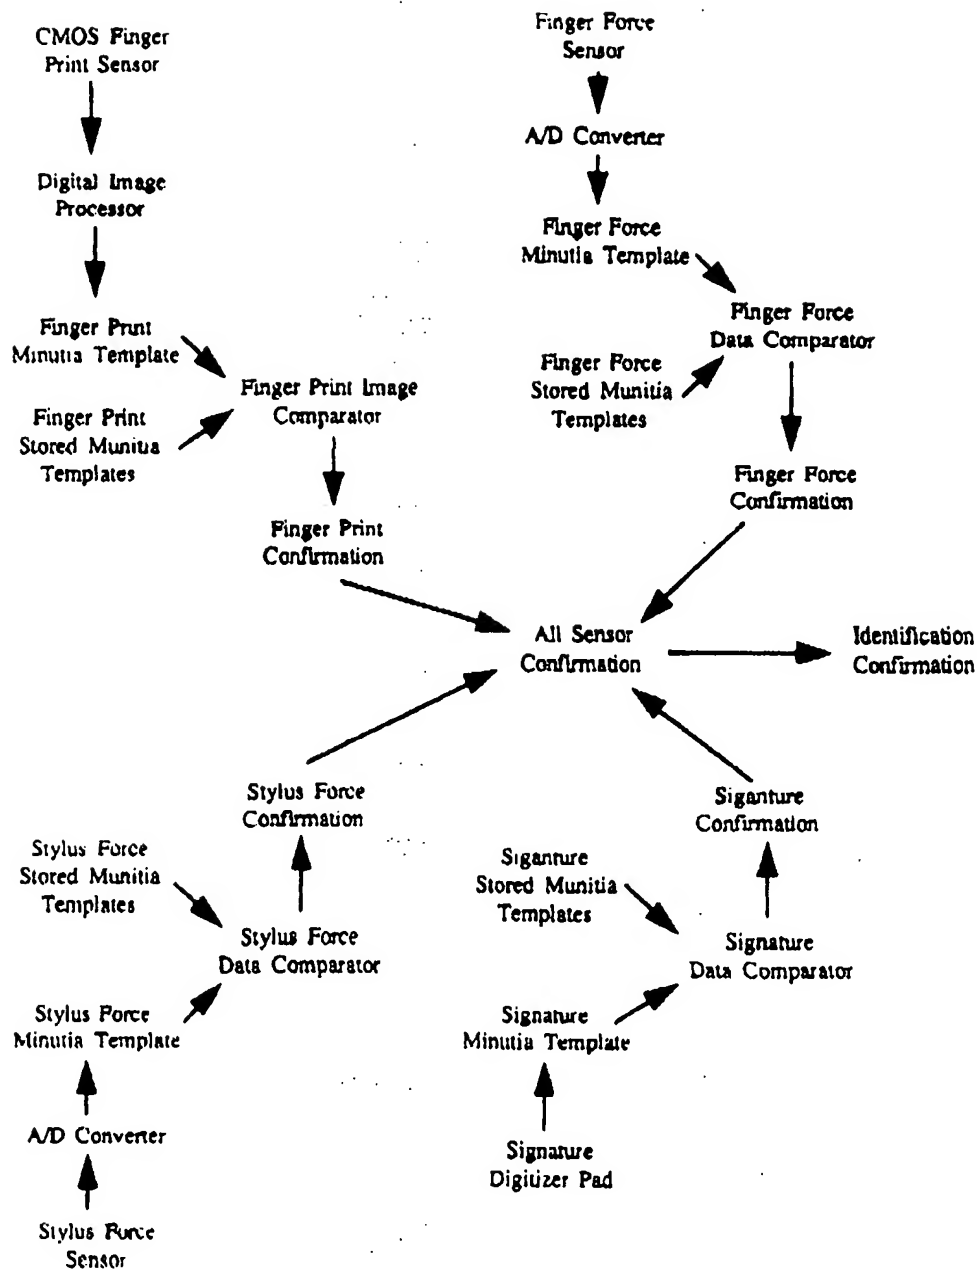 CMOS Finger
Print Sensor
Digital Image
Processor
Finger Print
Minutia Template
Finger Print
Stored Munitia
Templates
Finger Print Image
Comparator
Finger Print
Confirmation
Finger Force
Sensor
A/D Converter
Finger Force
Minutia Template
Finger Force
Data Comparator
Finger Force
Stored Munitia
Templates
Finger Force
Confirmation
All Sensor
Confirmation
Identification
Confirmation
Stylus Force
Confirmation
Stylus Force
Stored Munitia
Templates
Stylus Force
Data Comparator
Stylus Force
Minutia Template
A/D Converter
Stylus Force
Sensor
Siganture
Confirmation
Siganture
Stored Munitia
Templates
Signature
Data Comparator
Signature
Minutia Template
Signature
Digitizer Pad